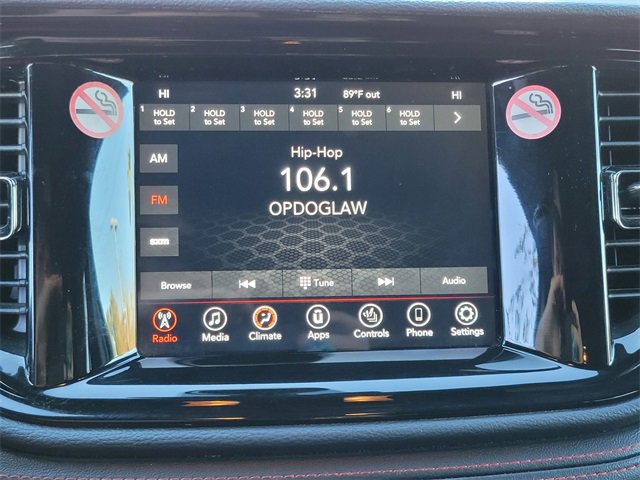 HI 3:31 89°F out HI
1 HOLD to Set 2 HOLD to Set 3 HOLD to Set 4 HOLD to Set 5 HOLD to Set 6 HOLD to Set
Hip-Hop
AM
106.1
FM
OPDOGLAW
Browse Tune Audio
Radio Media Climate Apps Controls Phone Settings